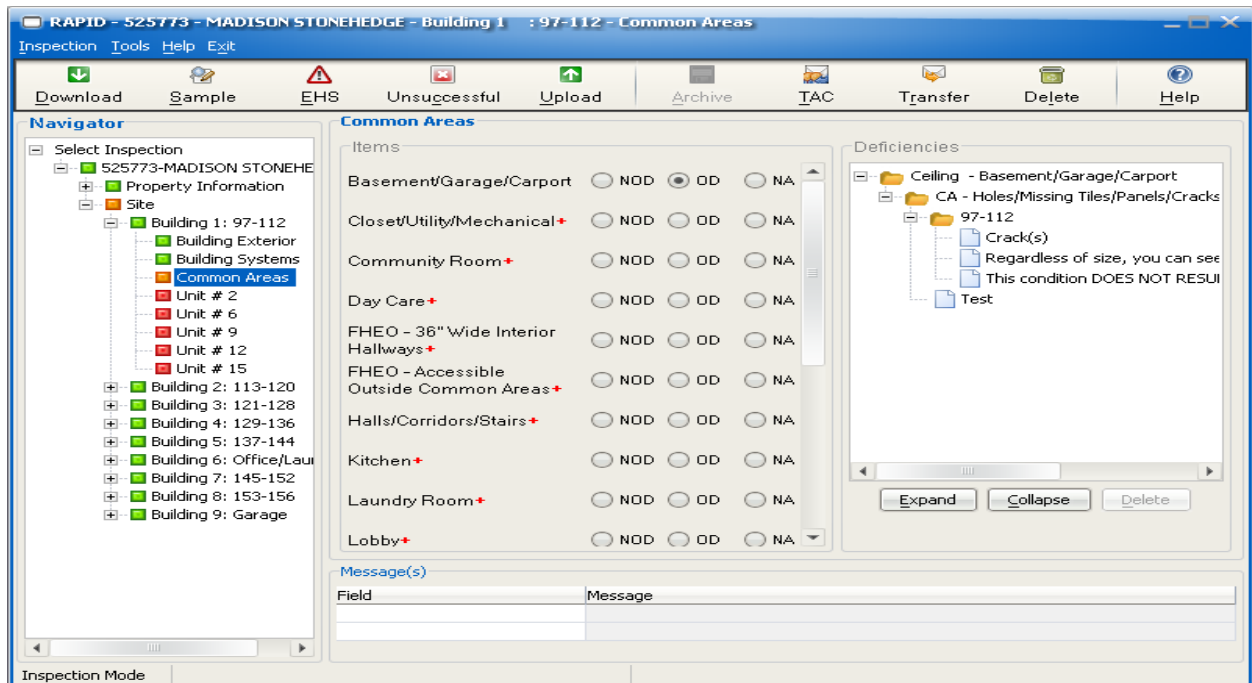 RAPID - 525773 - MADISON STONEHEDGE - Building 1 : 97-112 - Common Areas
Inspection Tools Help Exit
Download Sample EHS Unsuccessful Upload Archive TAC Transfer Delete Help
Navigator
Select Inspection
525773-MADISON STONEHE
Property Information
Site
Building 1: 97-112
Building Exterior
Building Systems
Common Areas
Unit # 2
Unit # 6
Unit # 9
Unit # 12
Unit # 15
Building 2: 113-120
Building 3: 121-128
Building 4: 129-136
Building 5: 137-144
Building 6: Office/Laur
Building 7: 145-152
Building 8: 153-156
Building 9: Garage
Common Areas
Items
Basement/Garage/Carport NOD OD NA
Closet/Utility/Mechanical+ NOD OD NA
Community Room+ NOD OD NA
Day Care+ NOD OD NA
FHEO - 36" Wide Interior
Hallways+ NOD OD NA
FHEO - Accessible
Outside Common Areas+ NOD OD NA
Halls/Corridors/Stairs+ NOD OD NA
Kitchen+ NOD OD NA
Laundry Room+ NOD OD NA
Lobby+ NOD OD NA
Deficiencies
Ceiling - Basement/Garage/Carport
CA - Holes/Missing Tiles/Panels/Cracks
97-112
Crack(s)
Regardless of size, you can see
This condition DOES NOT RESUI
Test
Expand Collapse Delete
Message(s)
Field Message
Inspection Mode